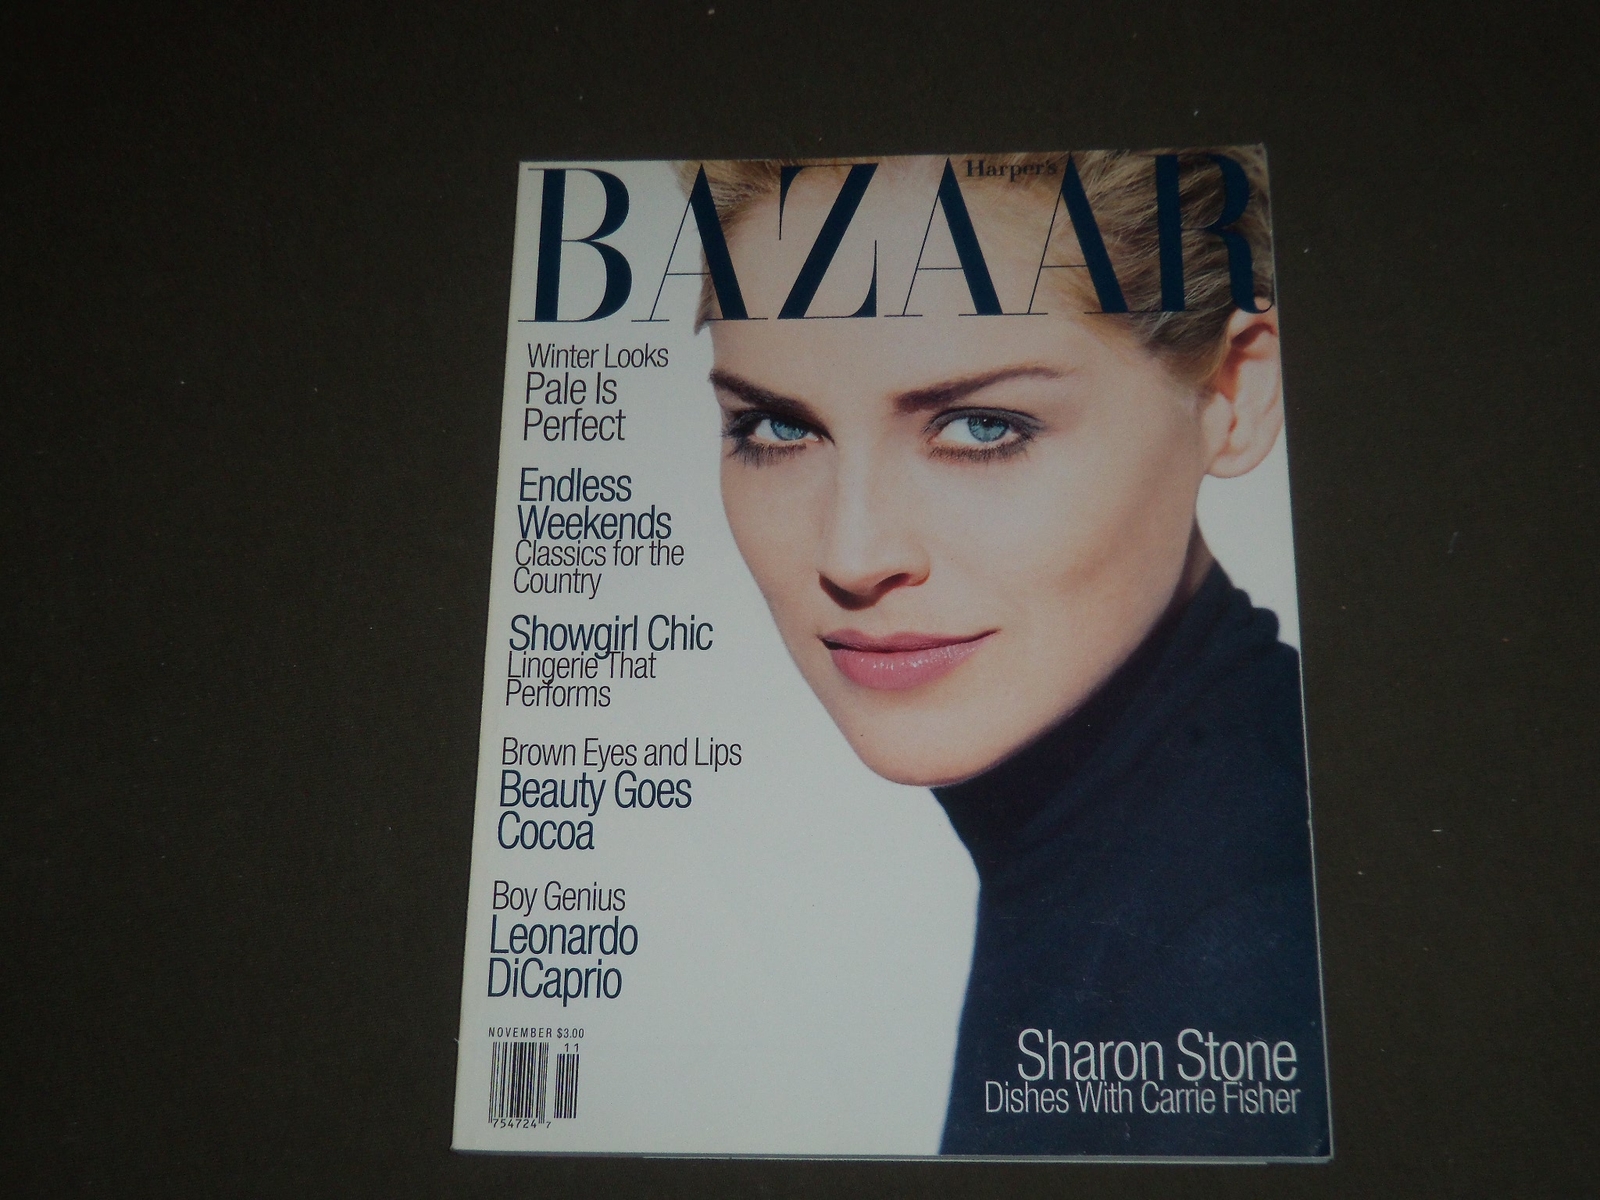 Harper's
BAZAAR
Winter Looks
Pale Is
Perfect
Endless
Weekends
Classics for the
Country
Showgirl Chic
Lingerie That
Performs
Brown Eyes and Lips
Beauty Goes
Cocoa
Boy Genius
Leonardo
DiCaprio
NOVEMBER $3.00
11
754724 7
Sharon Stone
Dishes With Carrie Fisher